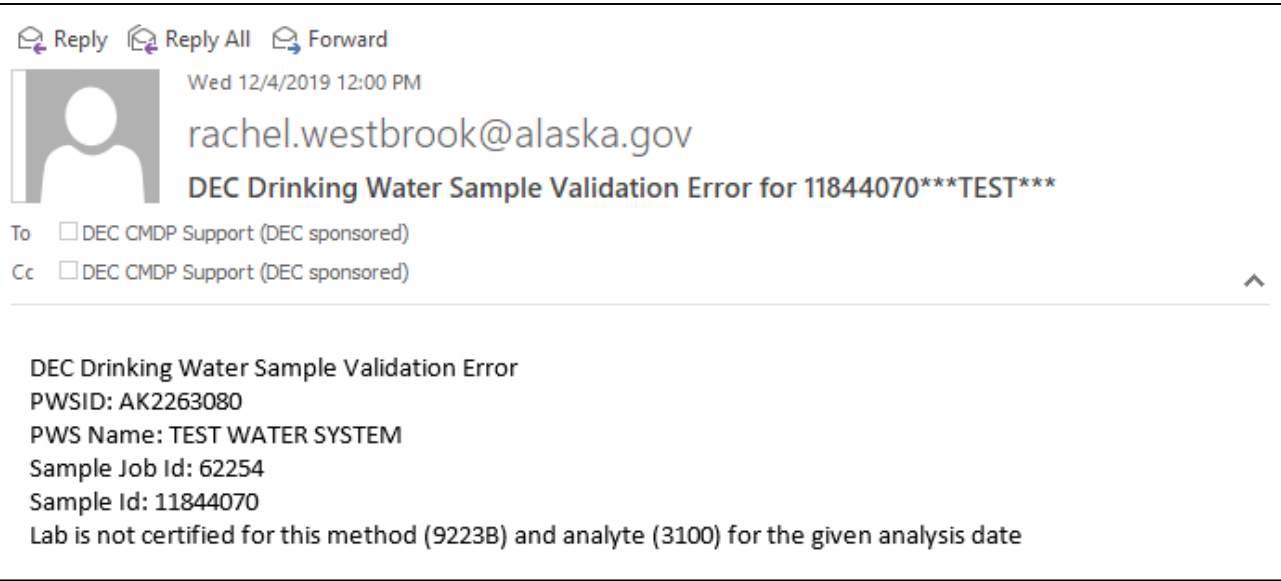 Reply Reply All Forward
Wed 12/4/2019 12:00 PM
rachel.westbrook@alaska.gov
DEC Drinking Water Sample Validation Error for 11844070***TEST***
To DEC CMDP Support (DEC sponsored)
Cc DEC CMDP Support (DEC sponsored)
DEC Drinking Water Sample Validation Error
PWSID: AK2263080
PWS Name: TEST WATER SYSTEM
Sample Job Id: 62254
Sample Id: 11844070
Lab is not certified for this method (9223B) and analyte (3100) for the given analysis date